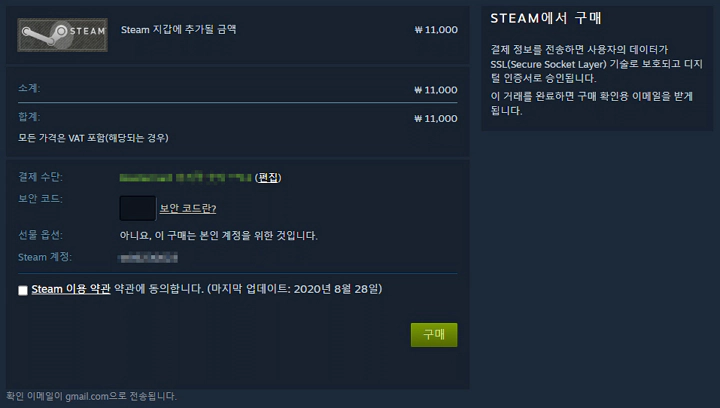 STEAM
Steam 지갑에 추가될 금액 ₩ 11,000
소계: ₩ 11,000
합계: ₩ 11,000
모든 가격은 VAT 포함(해당되는 경우)
결제 수단: (편집)
보안 코드: 보안 코드란?
선물 옵션: 아니요, 이 구매는 본인 계정을 위한 것입니다.
Steam 계정:
Steam 이용 약관 약관에 동의합니다. (마지막 업데이트: 2020년 8월 28일)
구매
확인 이메일이 gmail.com으로 전송됩니다.
STEAM에서 구매
결제 정보를 전송하면 사용자의 데이터가
SSL(Secure Socket Layer) 기술로 보호되고 디지
털 인증서로 승인됩니다.
이 거래를 완료하면 구매 확인용 이메일을 받게
됩니다.